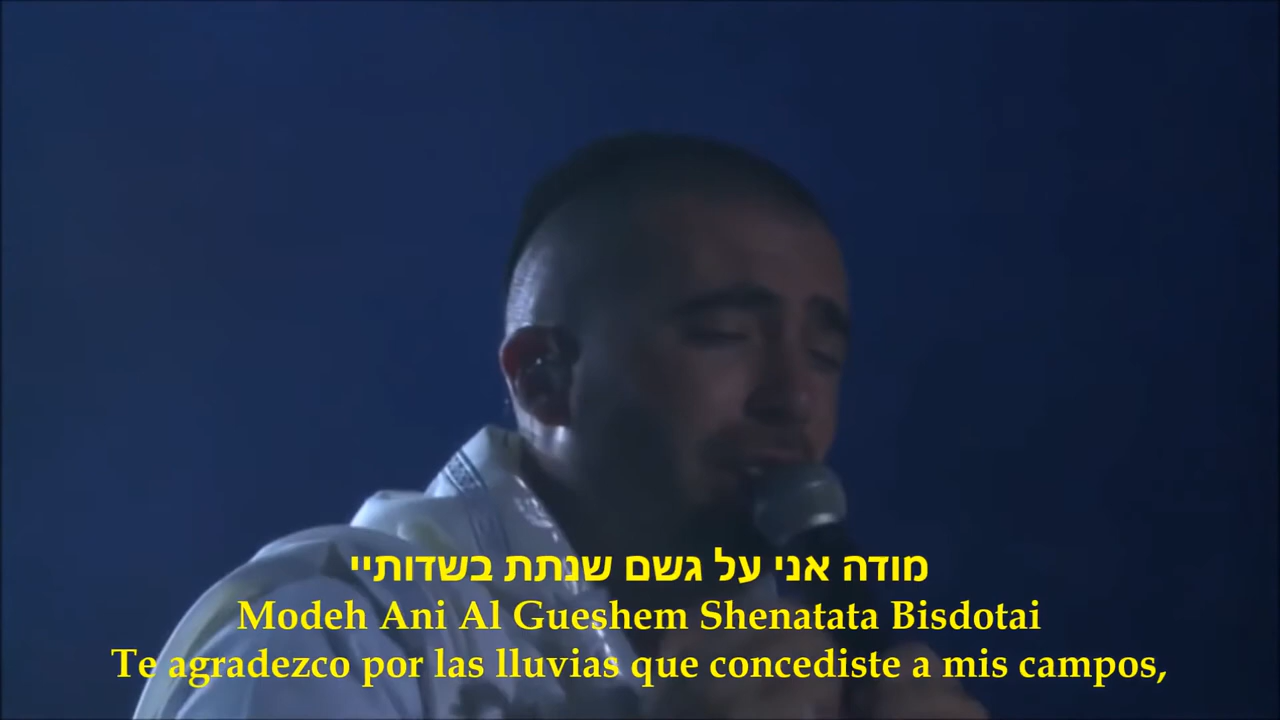 מודה אני על גשם שנתת בשדותיי
Modeh Ani Al Gueshem Shenatata Bisdotai
Te agradezco por las lluvias que concediste a mis campos,